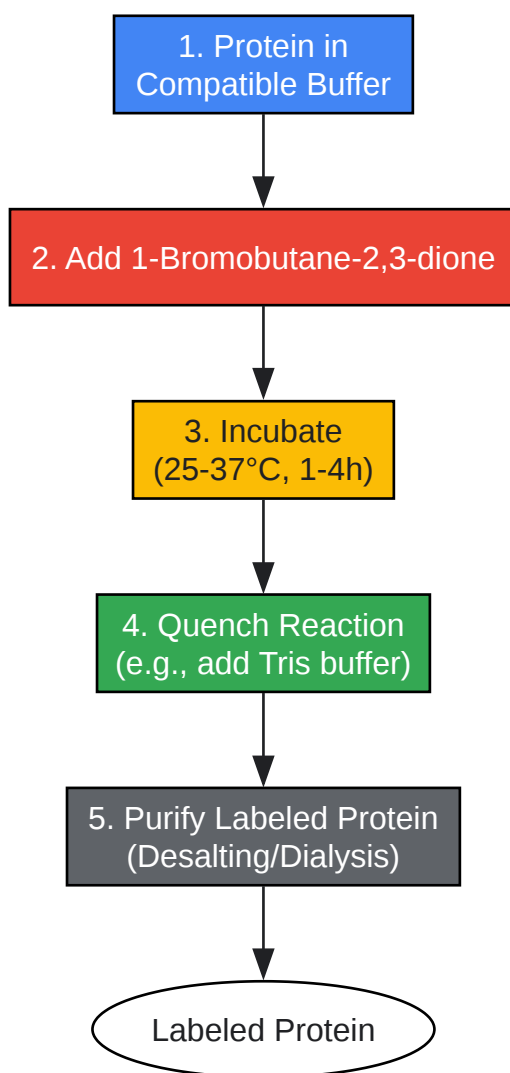 1. Protein in
Compatible Buffer
2. Add 1-Bromobutane-2,3-dione
3. Incubate
(25-37°C, 1-4h)
4. Quench Reaction
(e.g., add Tris buffer)
5. Purify Labeled Protein
(Desalting/Dialysis)
Labeled Protein